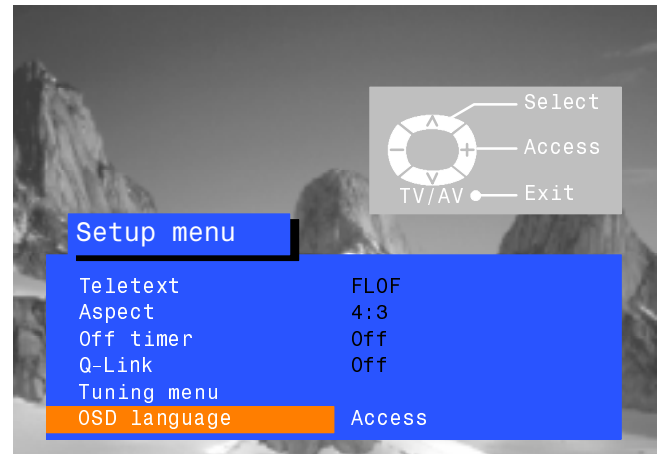 Select
Access
TV/AV Exit
Setup menu
Teletext FLOF
Aspect 4:3
Off timer Off
Q-Link Off
Tuning menu
OSD language Access